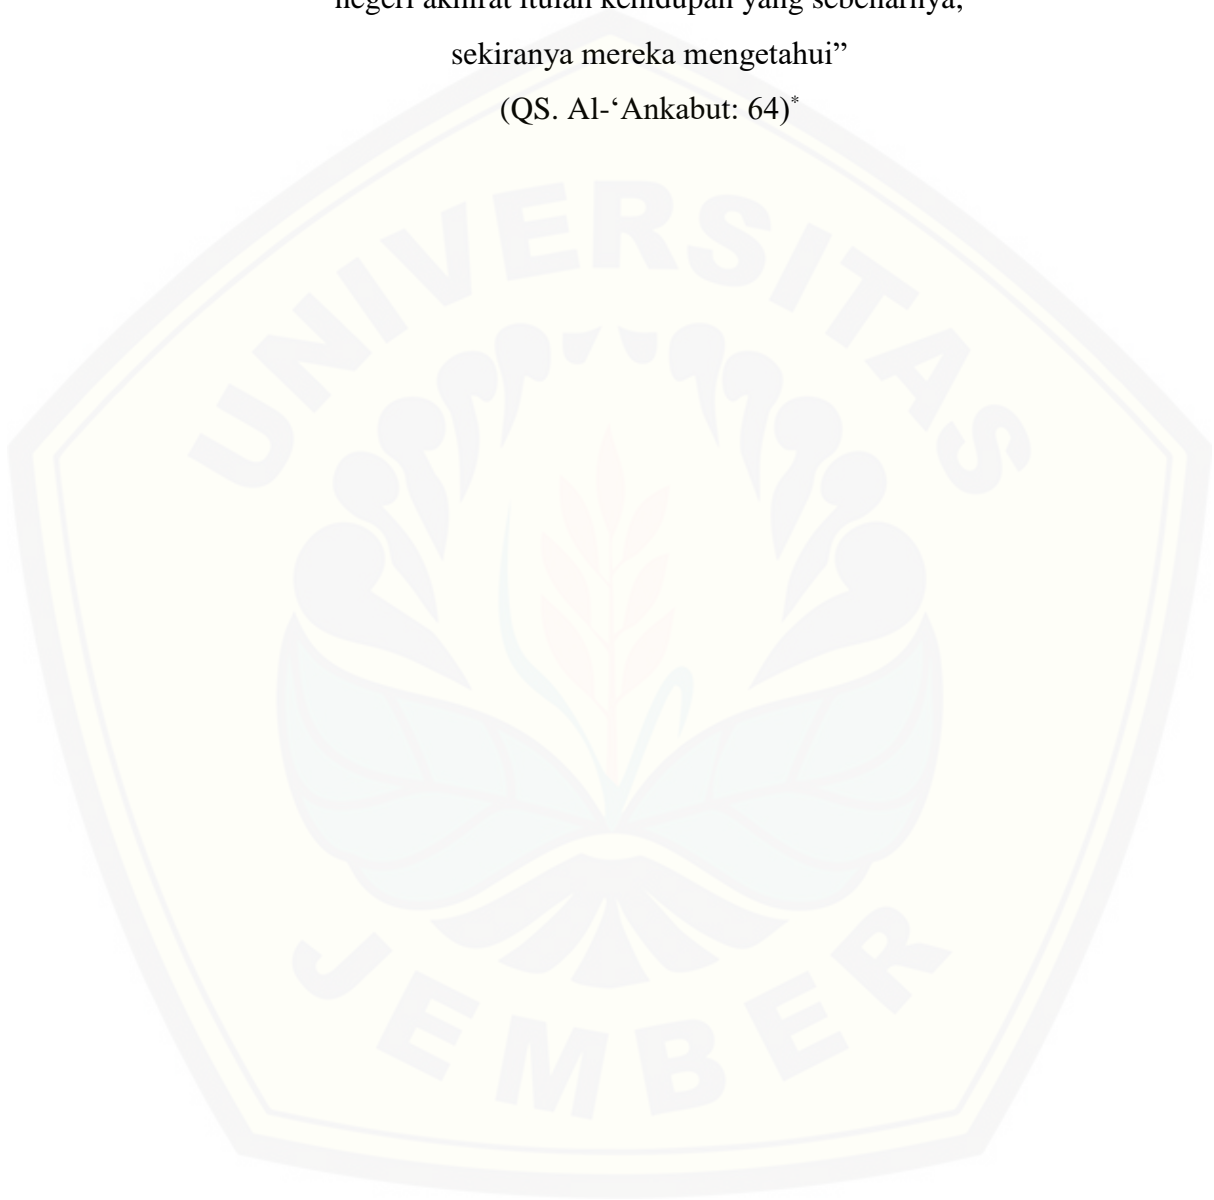 negeri akhirat itulah kehidupan yang sebenarnya,
sekiranya mereka mengetahui”
(QS. Al-‘Ankabut: 64)*
UNIVERSITAS
JEMBER